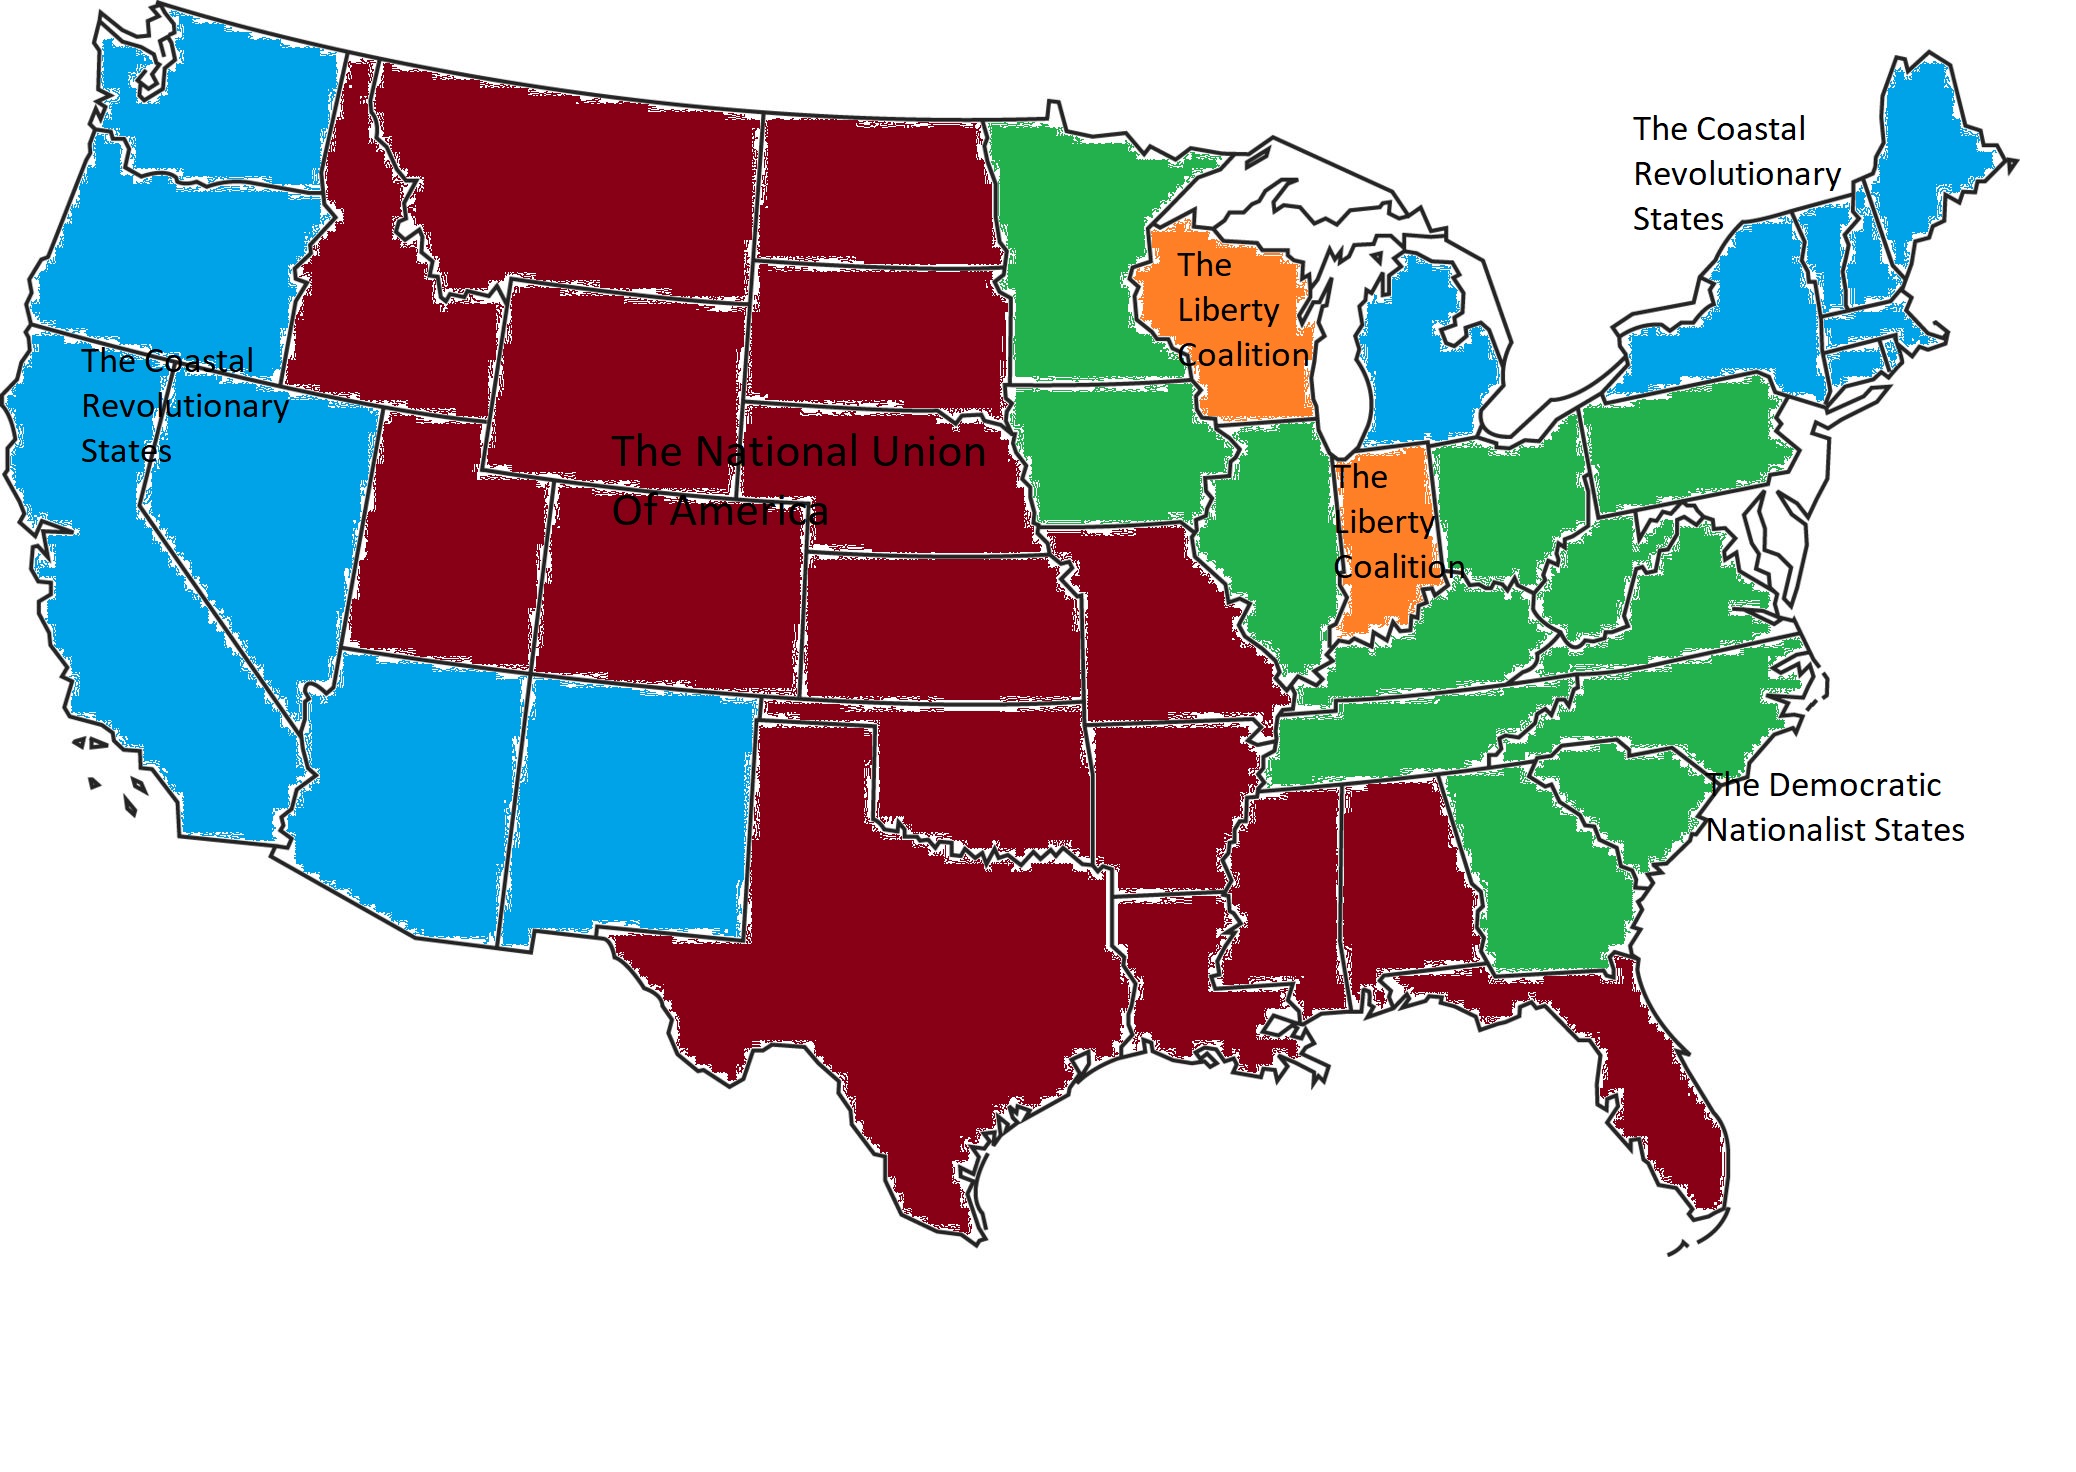 The Coastal
Revolutionary
States
The
Liberty
Coalition
The Coastal
Revolutionary
States
The National Union
Of America
The
Liberty
Coalition
The Democratic
Nationalist States